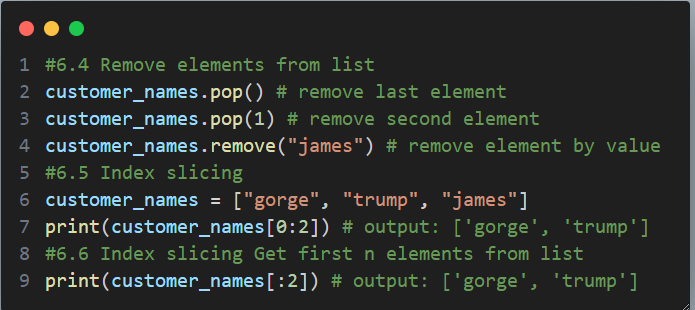 1 #6.4 Remove elements from list
2 customer_names.pop() # remove last element
3 customer_names.pop(1) # remove second element
4 customer_names.remove("james") # remove element by value
5 #6.5 Index slicing
6 customer_names = ["gorge", "trump", "james"]
7 print(customer_names[0:2]) # output: ['gorge', 'trump']
8 #6.6 Index slicing Get first n elements from list
9 print(customer_names[:2]) # output: ['gorge', 'trump']